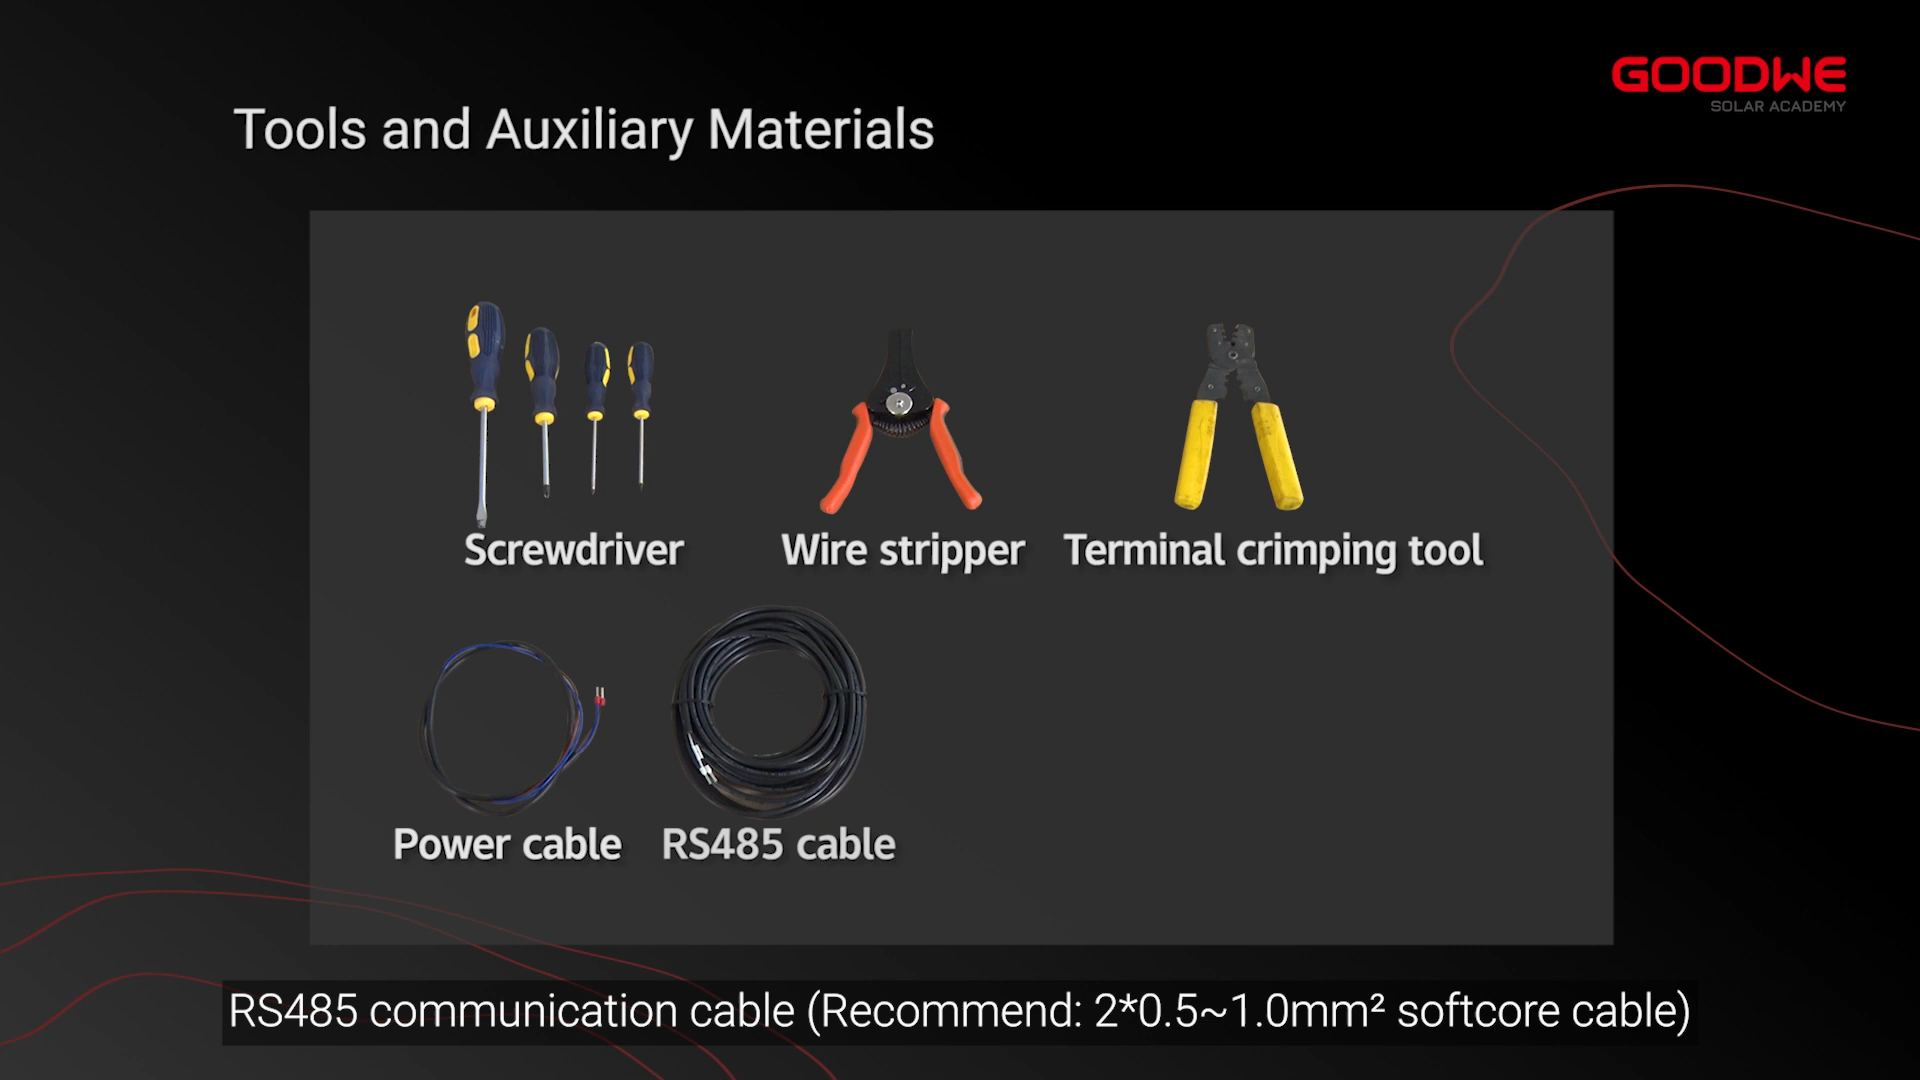 GOODWE
SOLAR ACADEMY
Tools and Auxiliary Materials
Screwdriver
Wire stripper
Terminal crimping tool
Power cable
RS485 cable
RS485 communication cable (Recommend: 2*0.5~1.0mm² softcore cable)